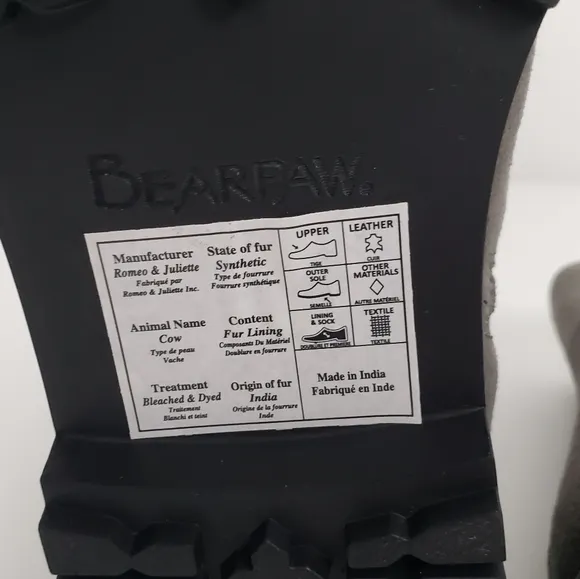 BEARPAW®
Manufacturer
Romeo & Juliette
Fabriqué par
Romeo & Juliette Inc.
State of fur
Synthetic
Type de fourrure
Fourrure synthétique
Animal Name
Cow
Type de peau
Vache
Content
Fur Lining
Composants Du Matériel
Doublure en fourrure
Treatment
Bleached & Dyed
Traitement
Blanchi et teint
Origin of fur
India
Origine de la fourrure
Inde
UPPER
TIGE
LEATHER
CUIR
OUTER
SOLE
SEMELLE
OTHER
MATERIALS
AUTRE MATÉRIEL
LINING
& SOCK
DOUBLURE ET PREMIÈRE
TEXTILE
TEXTILE
Made in India
Fabriqué en Inde